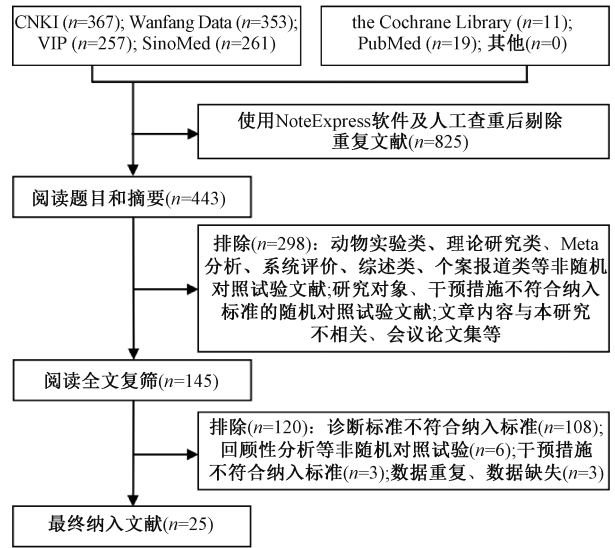 CNKI (n=367); Wanfang Data (n=353);
VIP (n=257); SinoMed (n=261)
the Cochrane Library (n=11);
PubMed (n=19); 其他(n=0)
使用NoteExpress软件及人工查重后剔除
重复文献(n=825)
阅读题目和摘要(n=443)
排除(n=298)：动物实验类、理论研究类、Meta
分析、系统评价、综述类、个案报道类等非随机
对照试验文献;研究对象、干预措施不符合纳入
标准的随机对照试验文献;文章内容与本研究
不相关、会议论文集等
阅读全文复筛(n=145)
排除(n=120)：诊断标准不符合纳入标准(n=108);
回顾性分析等非随机对照试验(n=6);干预措施
不符合纳入标准(n=3);数据重复、数据缺失(n=3)
最终纳入文献(n=25)